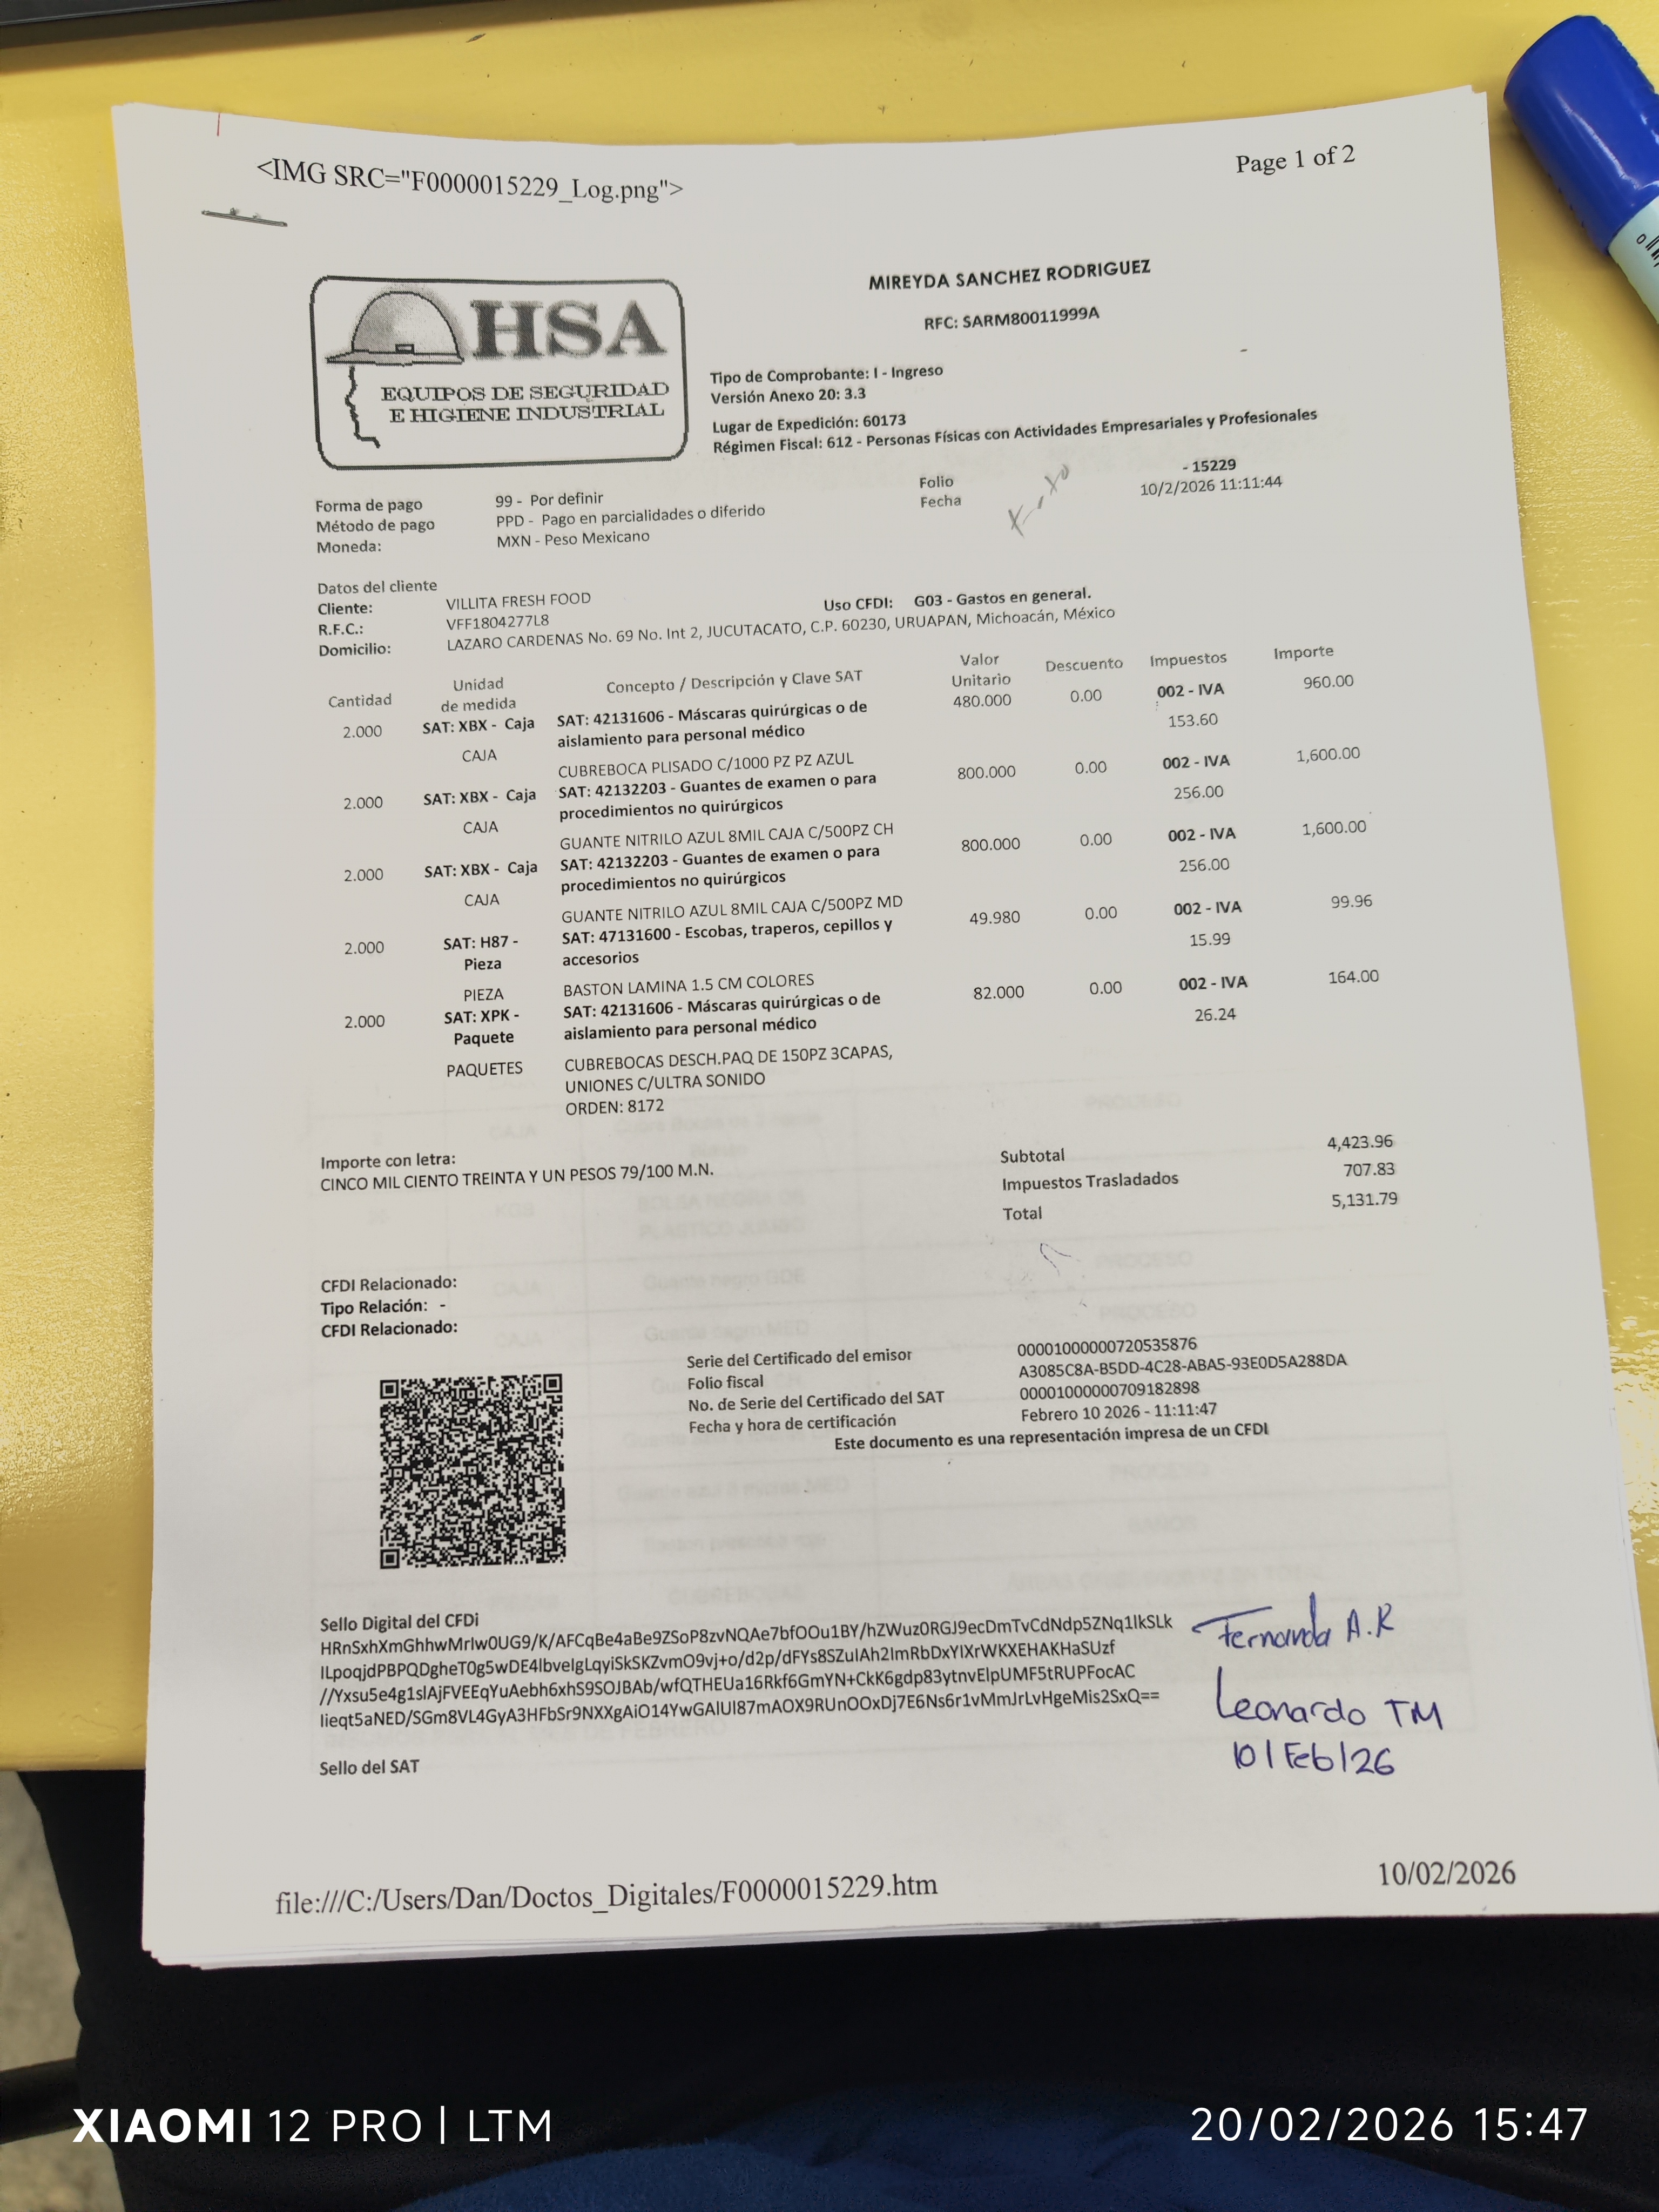 <IMG SRC="F0000015229_Log.png">
Page 1 of 2
HSA
EQUIPOS DE SEGURIDAD
E HIGIENE INDUSTRIAL
MIREYDA SANCHEZ RODRIGUEZ
RFC: SARM80011999A
Tipo de Comprobante: I - Ingreso
Versión Anexo 20: 3.3
Lugar de Expedición: 60173
Régimen Fiscal: 612 - Personas Físicas con Actividades Empresariales y Profesionales
Folio - 15229
Fecha 10/2/2026 11:11:44
Forma de pago 99 - Por definir
Método de pago PPD - Pago en parcialidades o diferido
Moneda: MXN - Peso Mexicano
Datos del cliente
Cliente: VILLITA FRESH FOOD
Uso CFDI: G03 - Gastos en general.
R.F.C.: VFF1804277L8
Domicilio: LAZARO CARDENAS No. 69 No. Int 2, JUCUTACATO, C.P. 60230, URUAPAN, Michoacán, México
Cantidad Unidad de medida Concepto / Descripción y Clave SAT Valor Unitario Descuento Impuestos Importe
2.000 SAT: XBX - Caja SAT: 42131606 - Máscaras quirúrgicas o de 480.000 0.00 002 - IVA 960.00
aislamiento para personal médico 153.60
CAJA CUBREBOCA PLISADO C/1000 PZ PZ AZUL
2.000 SAT: XBX - Caja SAT: 42132203 - Guantes de examen o para 800.000 0.00 002 - IVA 1,600.00
procedimientos no quirúrgicos 256.00
CAJA GUANTE NITRILO AZUL 8MIL CAJA C/500PZ CH
2.000 SAT: XBX - Caja SAT: 42132203 - Guantes de examen o para 800.000 0.00 002 - IVA 1,600.00
procedimientos no quirúrgicos 256.00
CAJA GUANTE NITRILO AZUL 8MIL CAJA C/500PZ MD
2.000 SAT: H87 - SAT: 47131600 - Escobas, traperos, cepillos y 49.980 0.00 002 - IVA 99.96
Pieza accesorios 15.99
PIEZA BASTON LAMINA 1.5 CM COLORES
2.000 SAT: XPK - SAT: 42131606 - Máscaras quirúrgicas o de 82.000 0.00 002 - IVA 164.00
Paquete aislamiento para personal médico 26.24
PAQUETES CUBREBOCAS DESCH.PAQ DE 150PZ 3CAPAS,
UNIONES C/ULTRA SONIDO
ORDEN: 8172
Importe con letra:
CINCO MIL CIENTO TREINTA Y UN PESOS 79/100 M.N.
Subtotal 4,423.96
Impuestos Trasladados 707.83
Total 5,131.79
CFDI Relacionado:
Tipo Relación: -
CFDI Relacionado:
Serie del Certificado del emisor 00001000000720535876
Folio fiscal A3085C8A-B5DD-4C28-ABA5-93E0D5A288DA
No. de Serie del Certificado del SAT 00001000000709182898
Fecha y hora de certificación Febrero 10 2026 - 11:11:47
Este documento es una representación impresa de un CFDI
Sello Digital del CFDi
HRnSxhXmGhhwMrIw0UG9/K/AFCqBe4aBe9ZSoP8zvNQAe7bfOOu1BY/hZWuz0RGJ9ecDmTvCdNdp5ZNq1IkSLk
ILpoqjdPBPQDgheT0g5wDE4lbveIgLqyiSkSKZvmO9vj+o/d2p/dFYs8SZuIAh2ImRbDxYIXrWKXEHAKHaSUzf
//Yxsu5e4g1slAjFVEEqYuAebh6xhS9SOJBAb/wfQTHEUa16Rkf6GmYN+CkK6gdp83ytnvElpUMF5tRUPFocAC
Iieqt5aNED/SGm8VL4GyA3HFbSr9NXXgAiO14YwGAlUl87mAOX9RUnOOxDj7E6Ns6r1vMmJrLvHgeMis2SxQ==
Fernanda A.R
Leonardo TM
10/Feb/26
Sello del SAT
file:///C:/Users/Dan/Doctos_Digitales/F0000015229.htm
10/02/2026
XIAOMI 12 PRO | LTM
20/02/2026 15:47